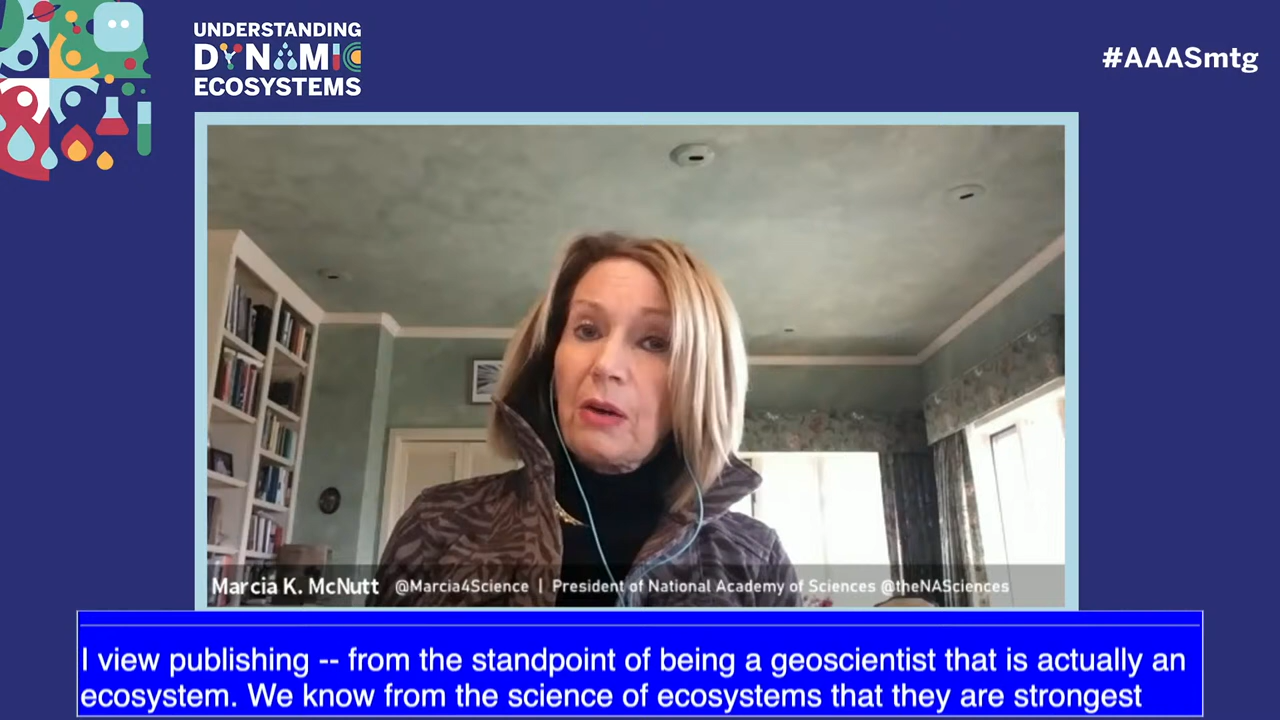 UNDERSTANDING
DYNAMIC
ECOSYSTEMS
#AAASmtg
Marcia K. McNutt @Marcia4Science | President of National Academy of Sciences @theNASciences
I view publishing -- from the standpoint of being a geoscientist that is actually an
ecosystem. We know from the science of ecosystems that they are strongest